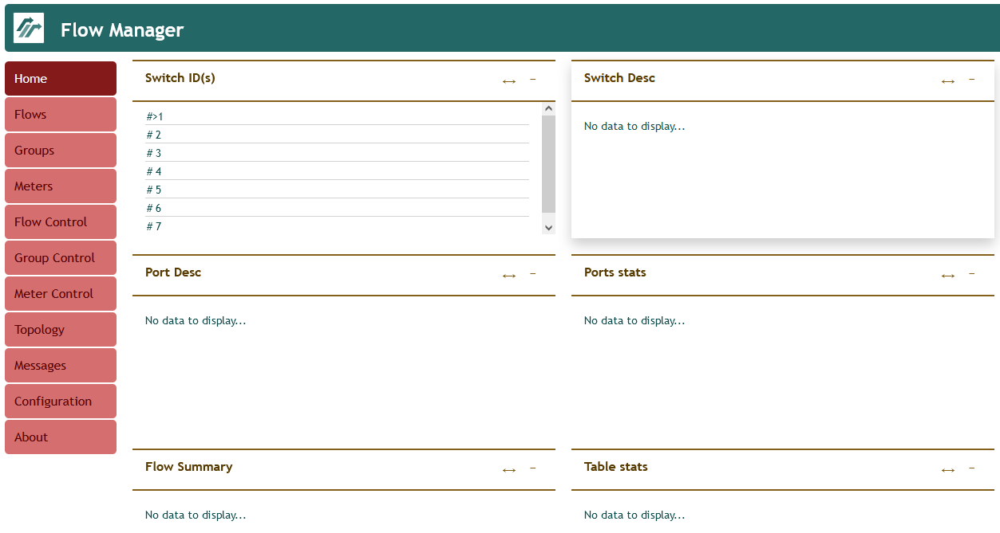 Flow Manager
Home
Flows
Groups
Meters
Flow Control
Group Control
Meter Control
Topology
Messages
Configuration
About
Switch ID(s) ↔ −
#>1
# 2
# 3
# 4
# 5
# 6
# 7
Switch Desc ↔ −
No data to display...
Port Desc ↔ −
No data to display...
Ports stats ↔ −
No data to display...
Flow Summary ↔ −
No data to display...
Table stats ↔ −
No data to display...